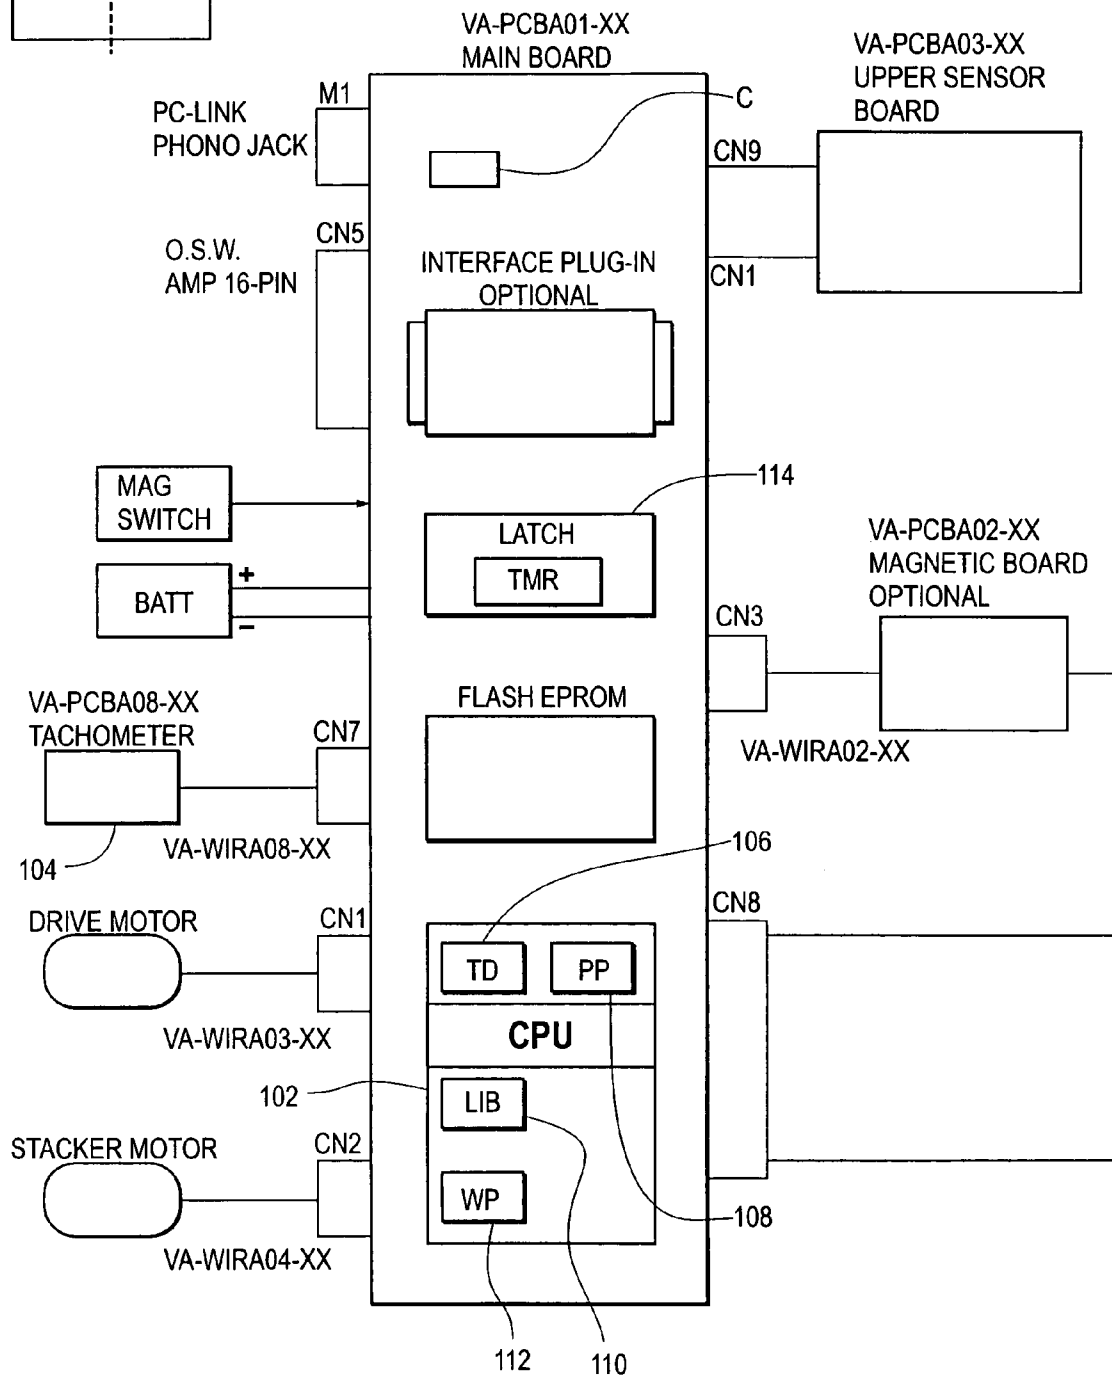 VA-PCBA01-XX
MAIN BOARD
VA-PCBA03-XX
UPPER SENSOR
BOARD
PC-LINK
PHONO JACK
M1
C
CN9
CN1
O.S.W.
AMP 16-PIN
CN5
INTERFACE PLUG-IN
OPTIONAL
MAG
SWITCH
BATT
+
−
114
LATCH
TMR
VA-PCBA02-XX
MAGNETIC BOARD
OPTIONAL
CN3
VA-WIRA02-XX
FLASH EPROM
VA-PCBA08-XX
TACHOMETER
CN7
VA-WIRA08-XX
104
106
DRIVE MOTOR
CN1
VA-WIRA03-XX
TD
PP
CPU
CN8
102
LIB
WP
STACKER MOTOR
CN2
VA-WIRA04-XX
108
112
110